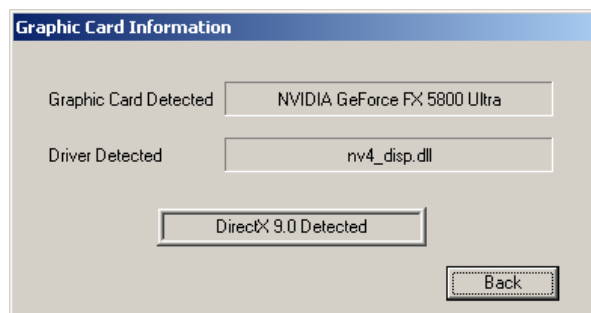 Graphic Card Information
Graphic Card Detected NVIDIA GeForce FX 5800 Ultra
Driver Detected nv4_disp.dll
DirectX 9.0 Detected
Back